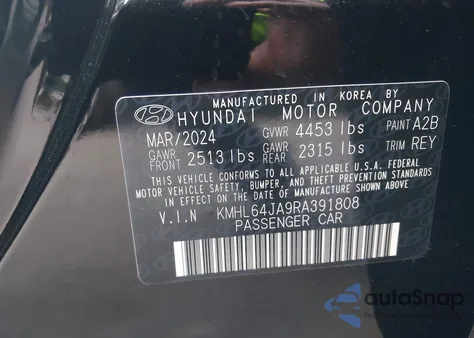 MANUFACTURED IN KOREA BY
HYUNDAI MOTOR COMPANY
MAR/2024 GVWR 4453 lbs PAINT A2B
GAWR FRONT 2513 lbs GAWR REAR 2315 lbs TRIM REY
THIS VEHICLE CONFORMS TO ALL APPLICABLE U.S.A. FEDERAL
MOTOR VEHICLE SAFETY, BUMPER, AND THEFT PREVENTION
STANDARDS IN EFFECT ON THE DATE OF MANUFACTURE SHOWN ABOVE.
V.I.N KMHL64JA9RA391808
PASSENGER CAR
autoSnap